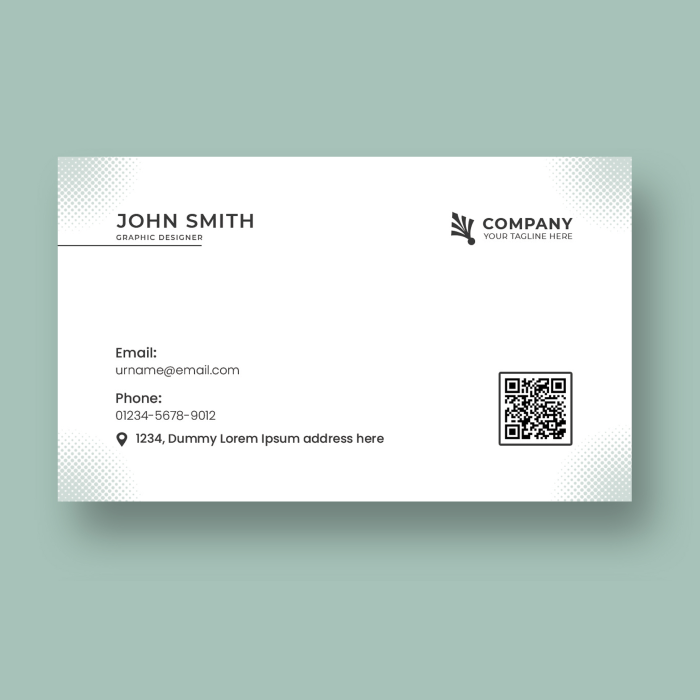 JOHN SMITH
GRAPHIC DESIGNER
COMPANY
YOUR TAGLINE HERE
Email:
urname@email.com
Phone:
01234-5678-9012
1234, Dummy Lorem Ipsum address here